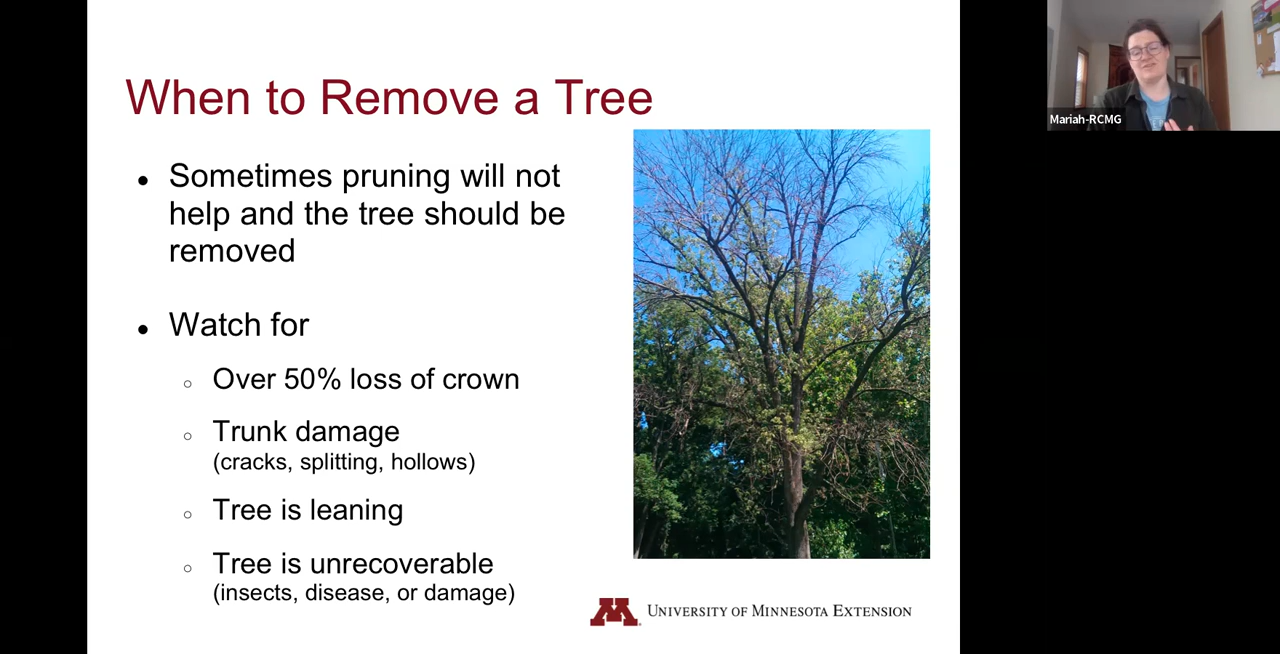 When to Remove a Tree
● Sometimes pruning will not
help and the tree should be
removed
● Watch for
○ Over 50% loss of crown
○ Trunk damage
(cracks, splitting, hollows)
○ Tree is leaning
○ Tree is unrecoverable
(insects, disease, or damage)
M UNIVERSITY OF MINNESOTA EXTENSION
Mariah-RCMG